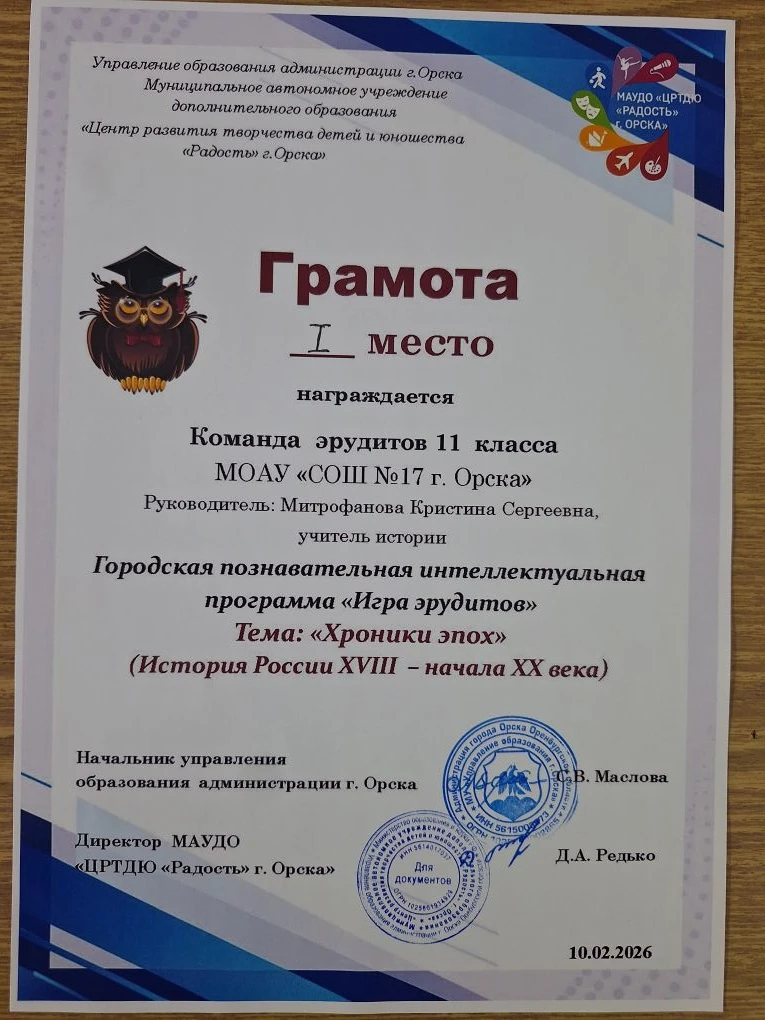 Управление образования администрации г.Орска
Муниципальное автономное учреждение
дополнительного образования
«Центр развития творчества детей и юношества
«Радость» г.Орска»
МАУДО «ЦРТДЮ
«РАДОСТЬ»
г. ОРСКА»
Грамота
I место
награждается
Команда эрудитов 11 класса
МОАУ «СОШ №17 г. Орска»
Руководитель: Митрофанова Кристина Сергеевна,
учитель истории
Городская познавательная интеллектуальная
программа «Игра эрудитов»
Тема: «Хроники эпох»
(История России XVIII – начала XX века)
Начальник управления
образования администрации г. Орска
С.В. Маслова
Директор МАУДО
«ЦРТДЮ «Радость» г. Орска»
Д.А. Редько
Для
документов
10.02.2026